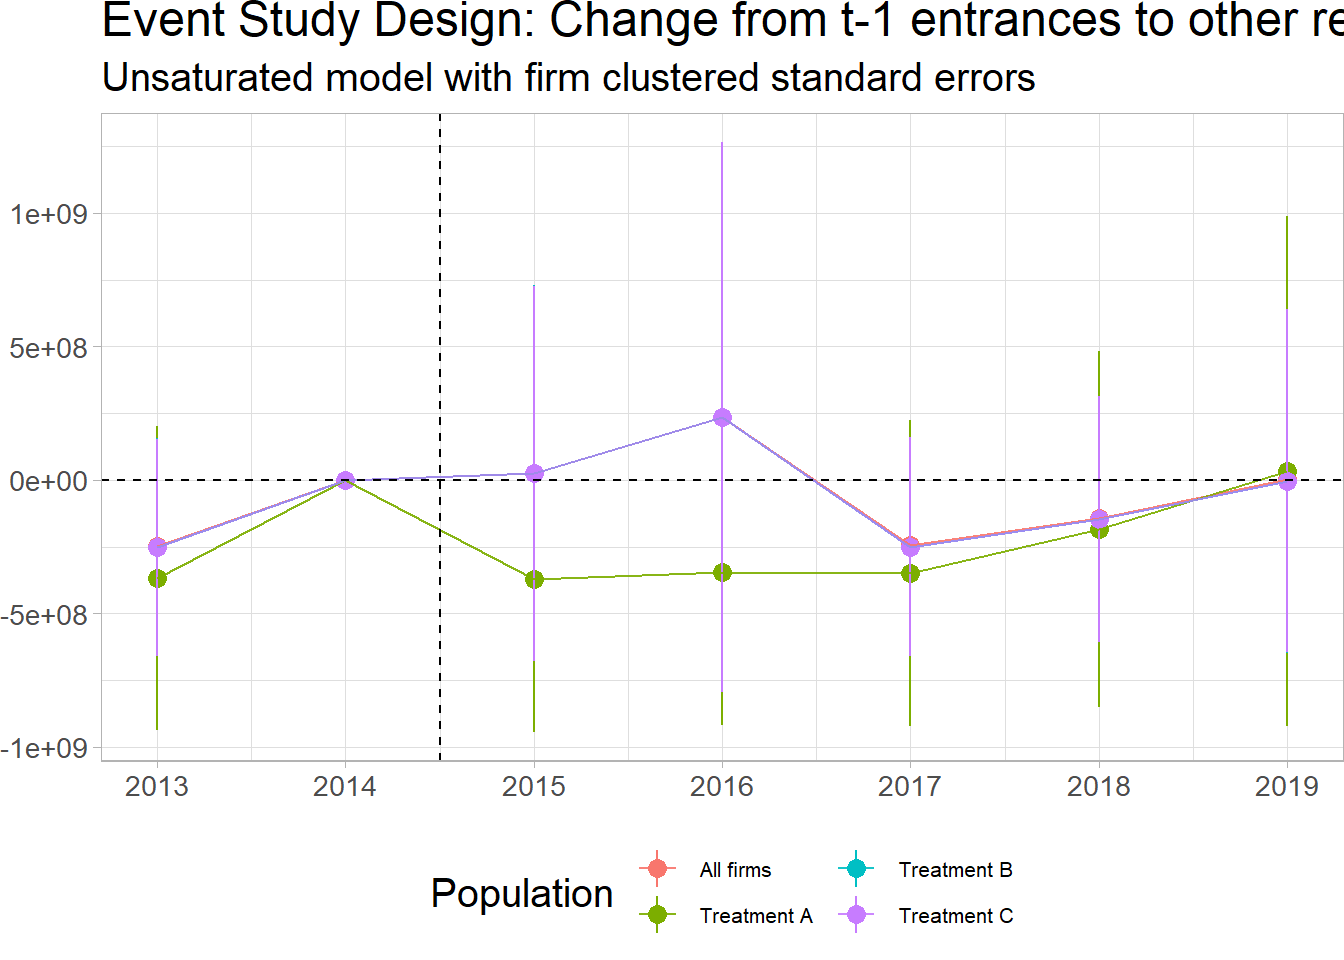 Event Study Design: Change from t-1 entrances to other re
Unsaturated model with firm clustered standard errors
1e+09
5e+08
0e+00
-5e+08
-1e+09
2013 2014 2015 2016 2017 2018 2019
Population
All firms
Treatment A
Treatment B
Treatment C